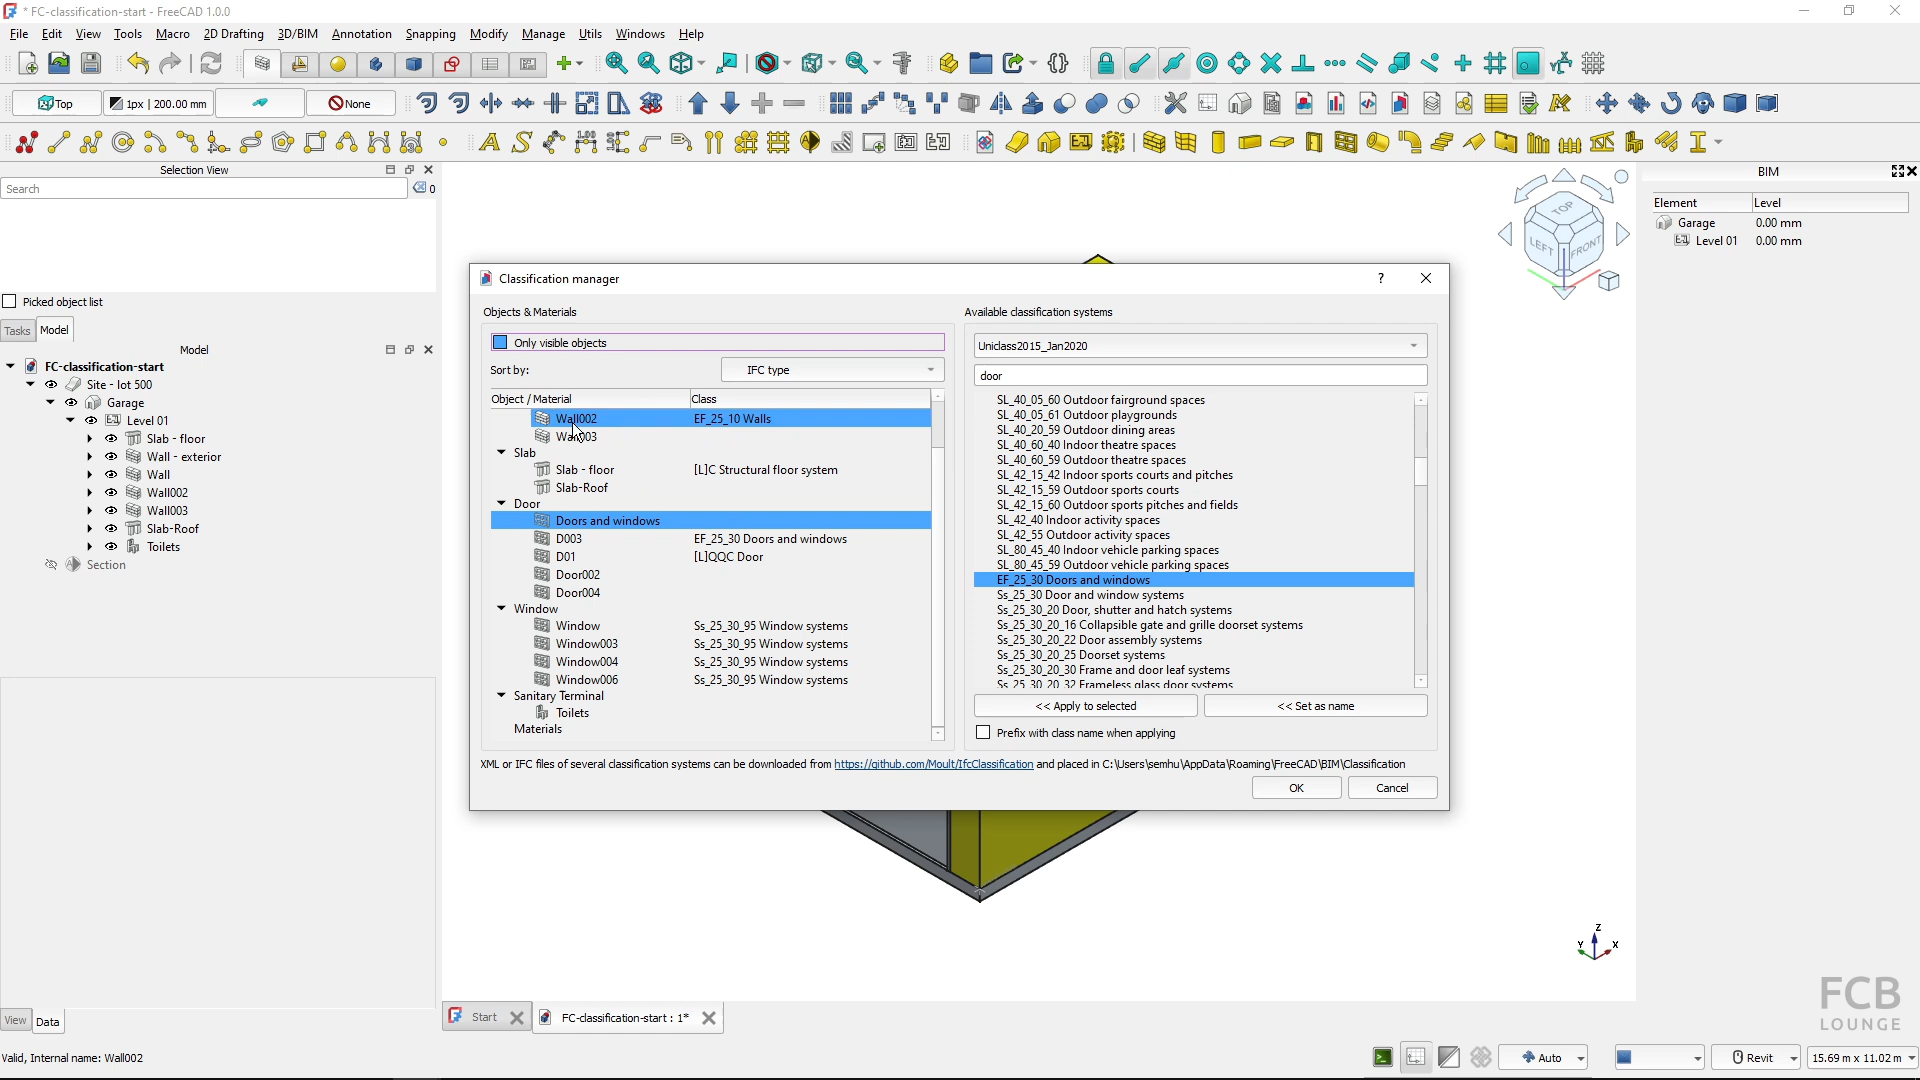 * FC-classification-start - FreeCAD 1.0.0
File Edit View Tools Macro 2D Drafting 3D/BIM Annotation Snapping Modify Manage Utils Windows Help
Top 1px | 200.00 mm None
Selection View
Search
0
Picked object list
Tasks Model
Model
FC-classification-start
Site - lot 500
Garage
Level 01
Slab - floor
Wall - exterior
Wall
Wall002
Wall003
Slab-Roof
Toilets
Section
View Data
Valid, Internal name: Wall002
Classification manager
Objects & Materials
Only visible objects
Sort by: IFC type
Object / Material Class
Wall002 EF_25_10 Walls
Wall003
Slab
Slab - floor [L]C Structural floor system
Slab-Roof
Door
Doors and windows
D003 EF_25_30 Doors and windows
D01 [L]QQC Door
Door002
Door004
Window
Window Ss_25_30_95 Window systems
Window003 Ss_25_30_95 Window systems
Window004 Ss_25_30_95 Window systems
Window006 Ss_25_30_95 Window systems
Sanitary Terminal
Toilets
Materials
Available classification systems
Uniclass2015_Jan2020
door
SL_40_05_60 Outdoor fairground spaces
SL_40_05_61 Outdoor playgrounds
SL_40_20_59 Outdoor dining areas
SL_40_60_40 Indoor theatre spaces
SL_40_60_59 Outdoor theatre spaces
SL_42_15_42 Indoor sports courts and pitches
SL_42_15_59 Outdoor sports courts
SL_42_15_60 Outdoor sports pitches and fields
SL_42_40 Indoor activity spaces
SL_42_55 Outdoor activity spaces
SL_80_45_40 Indoor vehicle parking spaces
SL_80_45_59 Outdoor vehicle parking spaces
EF_25_30 Doors and windows
Ss_25_30 Door and window systems
Ss_25_30_20 Door, shutter and hatch systems
Ss_25_30_20_16 Collapsible gate and grille doorset systems
Ss_25_30_20_22 Door assembly systems
Ss_25_30_20_25 Doorset systems
Ss_25_30_20_30 Frame and door leaf systems
Ss_25_30_20_32 Frameless glass door systems
<< Apply to selected << Set as name
Prefix with class name when applying
XML or IFC files of several classification systems can be downloaded from https://github.com/Moult/IfcClassification and placed in C:\Users\semhu\AppData\Roaming\FreeCAD\BIM\Classification
OK Cancel
TOP
LEFT FRONT
BIM
Element Level
Garage 0.00 mm
Level 01 0.00 mm
Z
Y X
FCB
LOUNGE
Start FC-classification-start : 1*
Auto Revit 15.69 m x 11.02 m